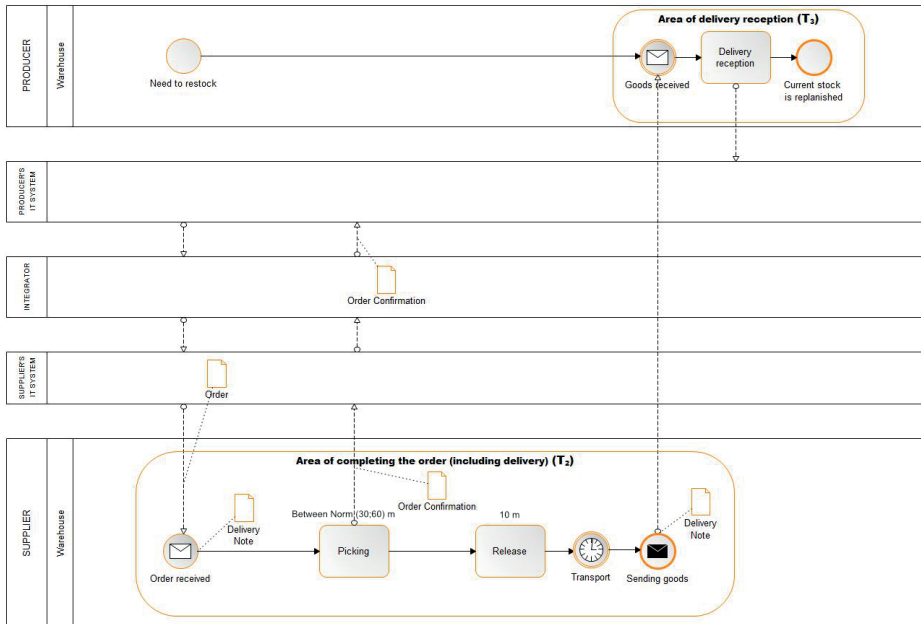 PRODUCER
Warehouse
Area of delivery reception (T₃)
Need to restock
Goods received
Delivery
reception
Current stock
is replanished
PRODUCER'S
IT SYSTEM
INTEGRATOR
Order Confirmation
SUPPLIER'S
IT SYSTEM
Order
SUPPLIER
Warehouse
Area of completing the order (including delivery) (T₂)
Order Confirmation
Between Norm (30;60) m
10 m
Delivery
Note
Delivery
Note
Picking
Release
Order received
Transport
Sending goods